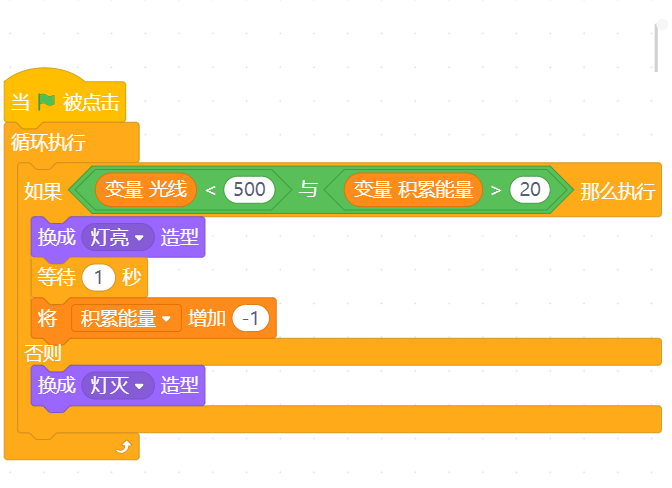 当 被点击
循环执行
如果 变量 光线 < 500 与 变量 积累能量 > 20 那么执行
换成 灯亮 造型
等待 1 秒
将 积累能量 增加 -1
否则
换成 灯灭 造型